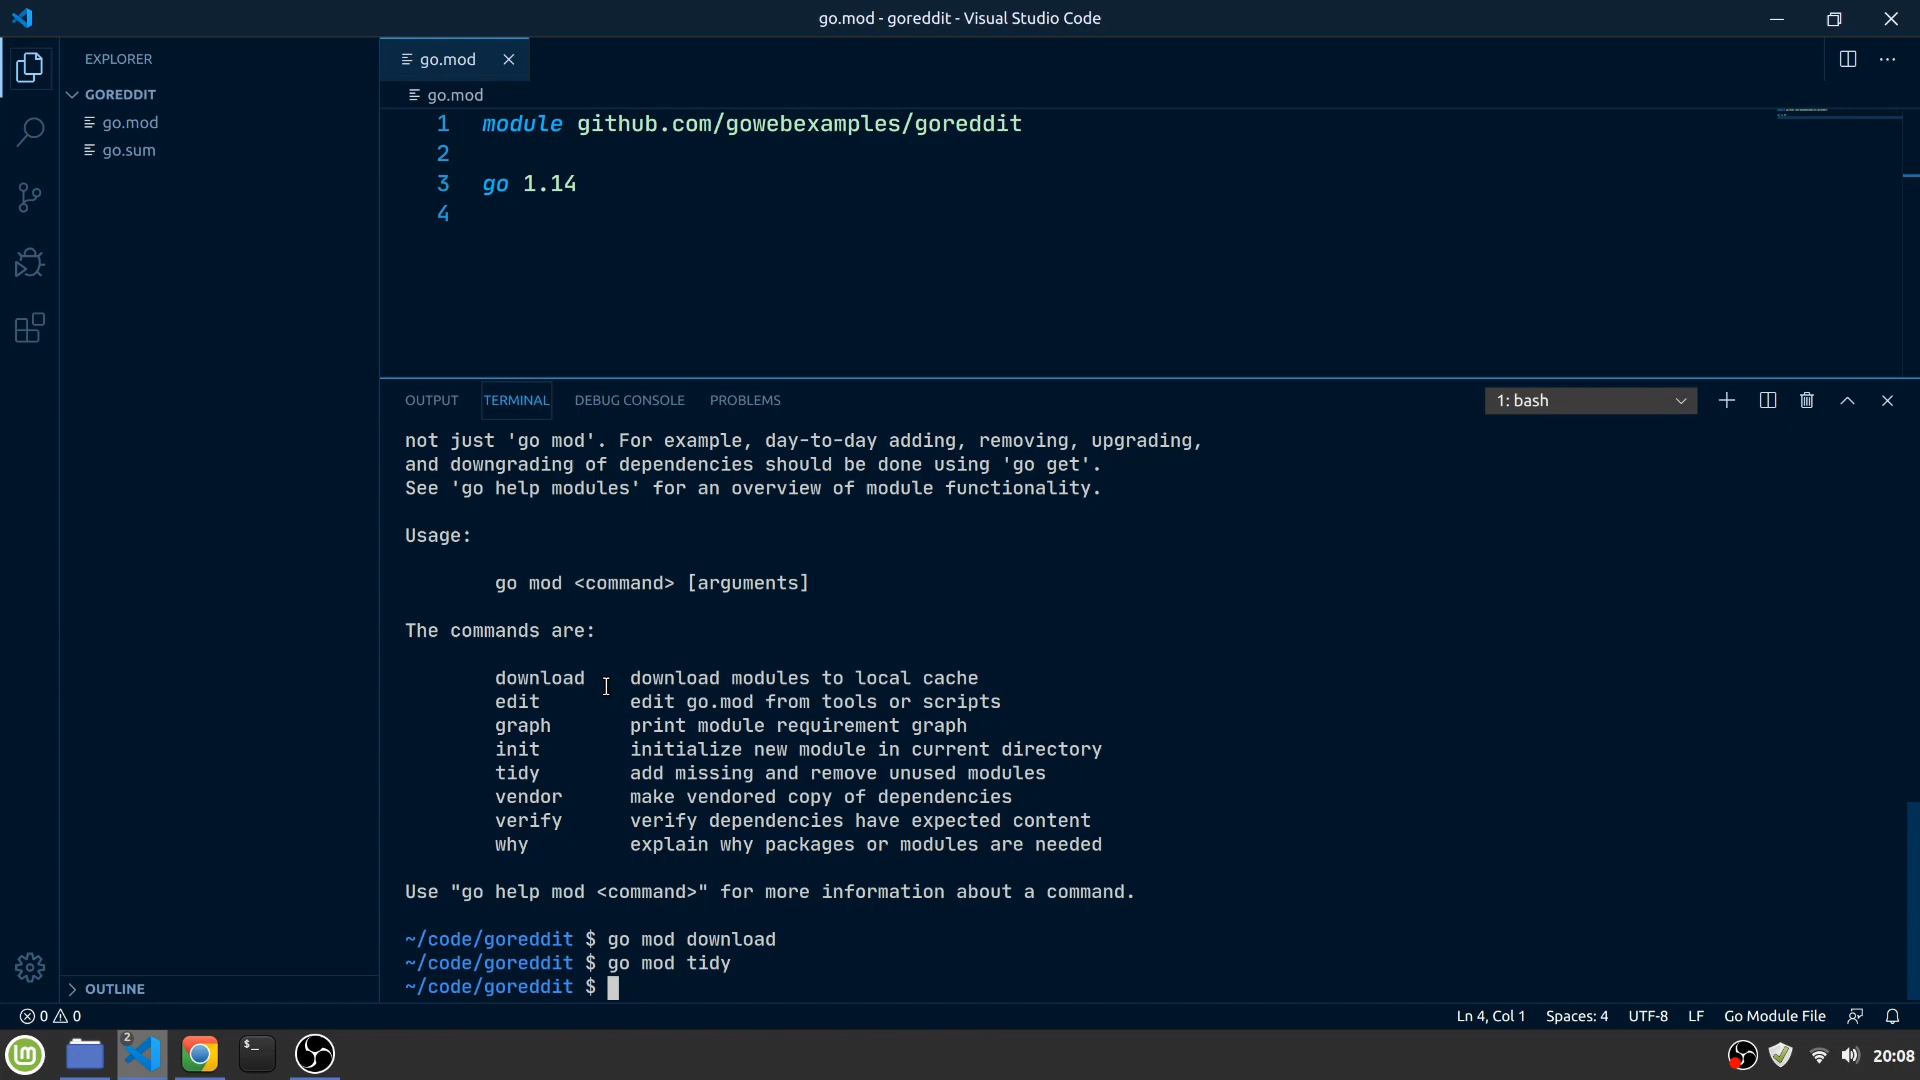 go.mod - goreddit - Visual Studio Code
EXPLORER
GOREDDIT
go.mod
go.sum
OUTLINE
go.mod
go.mod
1 module github.com/gowebexamples/goreddit
2
3 go 1.14
4
OUTPUT TERMINAL DEBUG CONSOLE PROBLEMS
1: bash
not just 'go mod'. For example, day-to-day adding, removing, upgrading,
and downgrading of dependencies should be done using 'go get'.
See 'go help modules' for an overview of module functionality.
Usage:
go mod <command> [arguments]
The commands are:
download download modules to local cache
edit edit go.mod from tools or scripts
graph print module requirement graph
init initialize new module in current directory
tidy add missing and remove unused modules
vendor make vendored copy of dependencies
verify verify dependencies have expected content
why explain why packages or modules are needed
Use "go help mod <command>" for more information about a command.
~/code/goreddit $ go mod download
~/code/goreddit $ go mod tidy
~/code/goreddit $
0 0 Ln 4, Col 1 Spaces: 4 UTF-8 LF Go Module File
2
$_
20:08